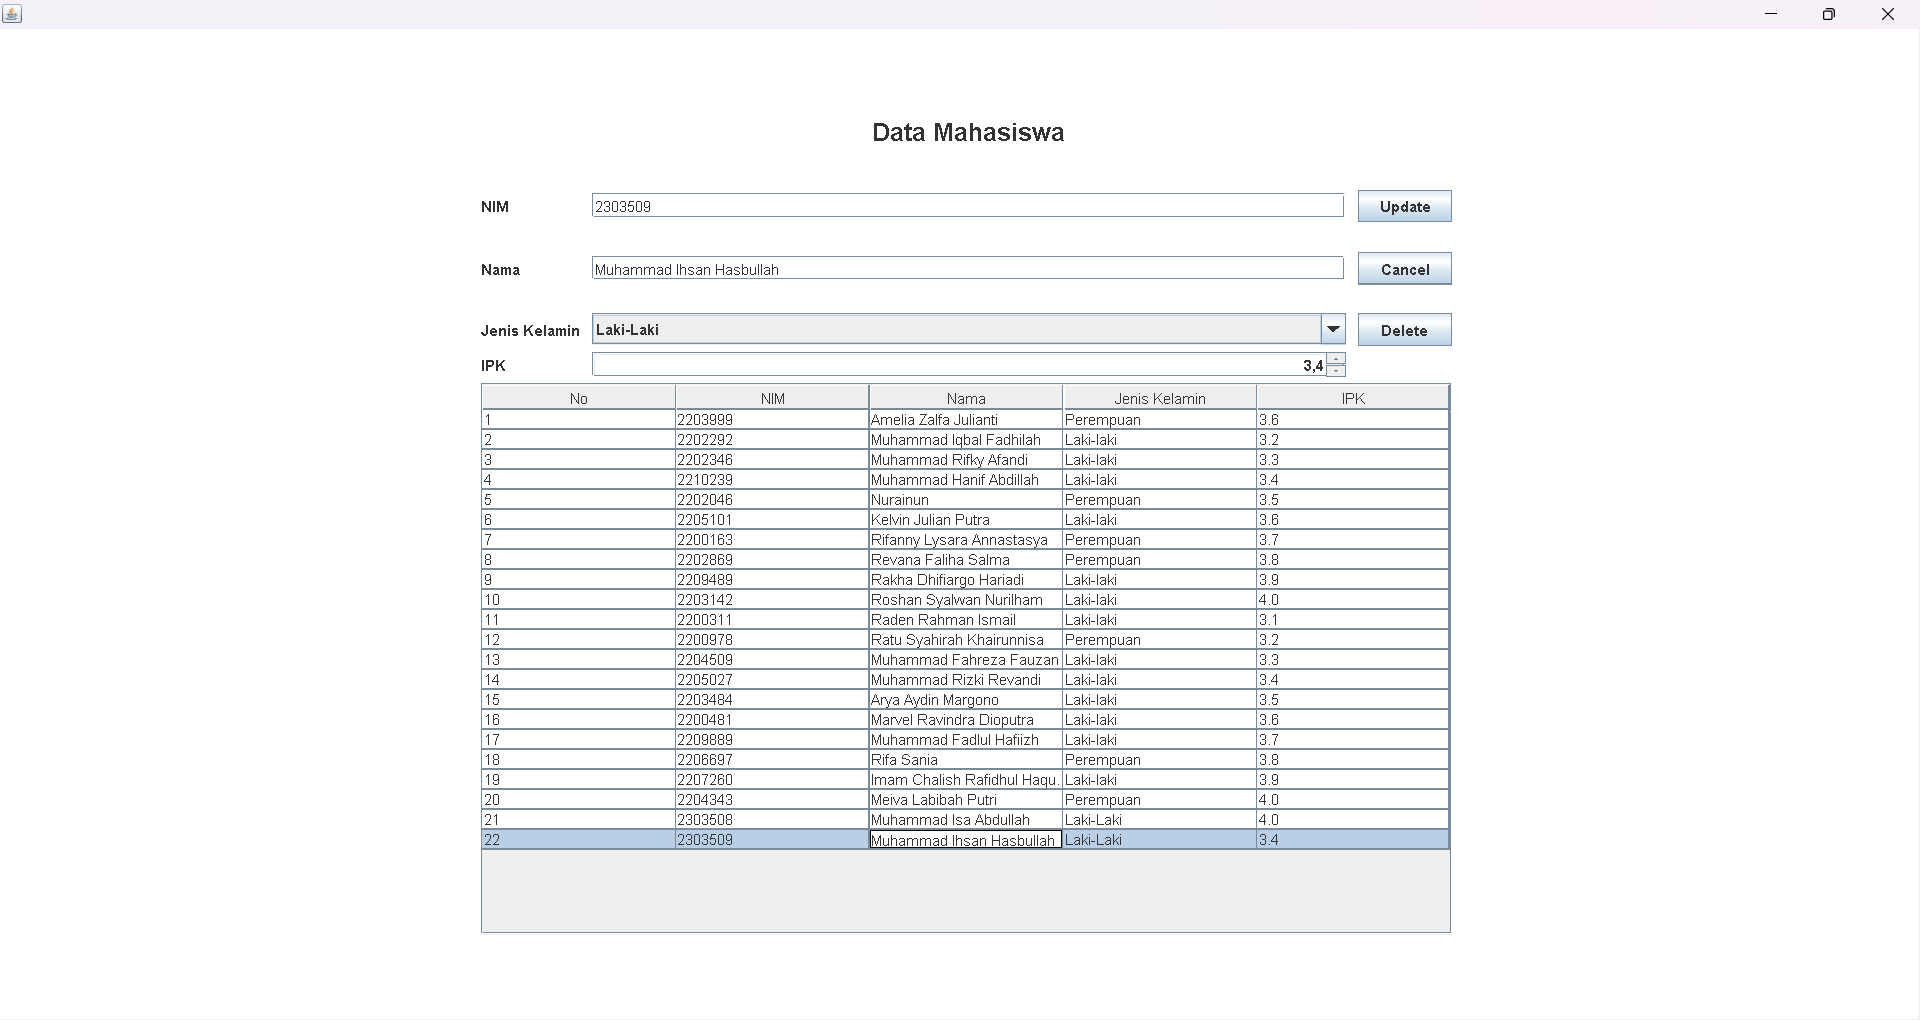 Data Mahasiswa
NIM 2303509 Update
Nama Muhammad Ihsan Hasbullah Cancel
Jenis Kelamin Laki-Laki Delete
IPK 3,4
No NIM Nama Jenis Kelamin IPK
1 2203999 Amelia Zalfa Julianti Perempuan 3.6
2 2202292 Muhammad Iqbal Fadhilah Laki-laki 3.2
3 2202346 Muhammad Rifky Afandi Laki-laki 3.3
4 2210239 Muhammad Hanif Abdillah Laki-laki 3.4
5 2202046 Nurainun Perempuan 3.5
6 2205101 Kelvin Julian Putra Laki-laki 3.6
7 2200163 Rifanny Lysara Annastasya Perempuan 3.7
8 2202869 Revana Faliha Salma Perempuan 3.8
9 2209489 Rakha Dhifiargo Hariadi Laki-laki 3.9
10 2203142 Roshan Syalwan Nurilham Laki-laki 4.0
11 2200311 Raden Rahman Ismail Laki-laki 3.1
12 2200978 Ratu Syahirah Khairunnisa Perempuan 3.2
13 2204509 Muhammad Fahreza Fauzan Laki-laki 3.3
14 2205027 Muhammad Rizki Revandi Laki-laki 3.4
15 2203484 Arya Aydin Margono Laki-laki 3.5
16 2200481 Marvel Ravindra Dioputra Laki-laki 3.6
17 2209889 Muhammad Fadlul Hafiizh Laki-laki 3.7
18 2206697 Rifa Sania Perempuan 3.8
19 2207260 Imam Chalish Rafidhul Haqu. Laki-laki 3.9
20 2204343 Meiva Labibah Putri Perempuan 4.0
21 2303508 Muhammad Isa Abdullah Laki-Laki 4.0
22 2303509 Muhammad Ihsan Hasbullah Laki-Laki 3.4